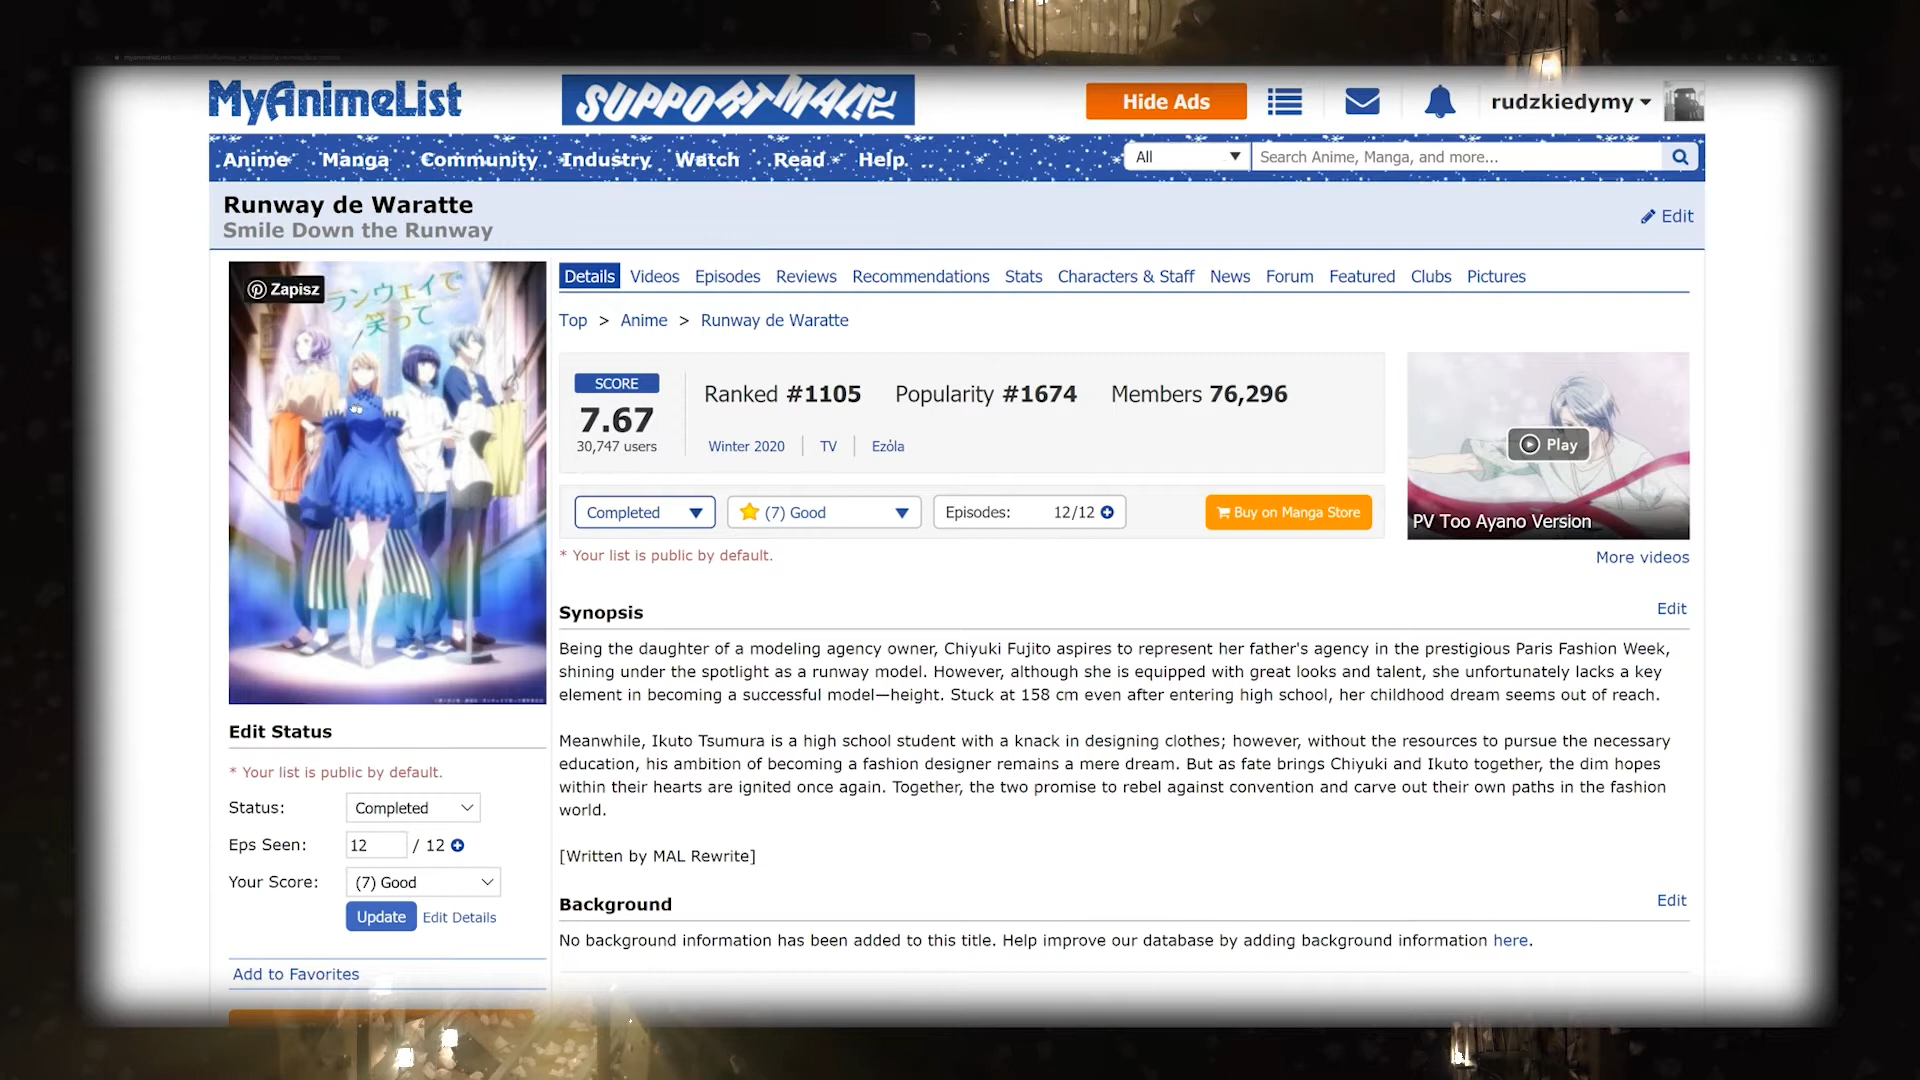 MyAnimeList
SUPPORT MAL
Hide Ads
rudzkiedymy
Anime Manga Community Industry Watch Read Help
All
Search Anime, Manga, and more...
Runway de Waratte
Smile Down the Runway
Edit
Zapisz
ランウェイで
笑って
Details Videos Episodes Reviews Recommendations Stats Characters & Staff News Forum Featured Clubs Pictures
Top > Anime > Runway de Waratte
SCORE
7.67
30,747 users
Ranked #1105 Popularity #1674 Members 76,296
Winter 2020 TV Ezόla
Play
PV Too Ayano Version
More videos
Completed (7) Good Episodes: 12/12 Buy on Manga Store
* Your list is public by default.
Synopsis
Edit
Being the daughter of a modeling agency owner, Chiyuki Fujito aspires to represent her father's agency in the prestigious Paris Fashion Week,
shining under the spotlight as a runway model. However, although she is equipped with great looks and talent, she unfortunately lacks a key
element in becoming a successful model—height. Stuck at 158 cm even after entering high school, her childhood dream seems out of reach.
Meanwhile, Ikuto Tsumura is a high school student with a knack in designing clothes; however, without the resources to pursue the necessary
education, his ambition of becoming a fashion designer remains a mere dream. But as fate brings Chiyuki and Ikuto together, the dim hopes
within their hearts are ignited once again. Together, the two promise to rebel against convention and carve out their own paths in the fashion
world.
[Written by MAL Rewrite]
Background
Edit
No background information has been added to this title. Help improve our database by adding background information here.
Edit Status
* Your list is public by default.
Status: Completed
Eps Seen: 12 / 12
Your Score: (7) Good
Update Edit Details
Add to Favorites